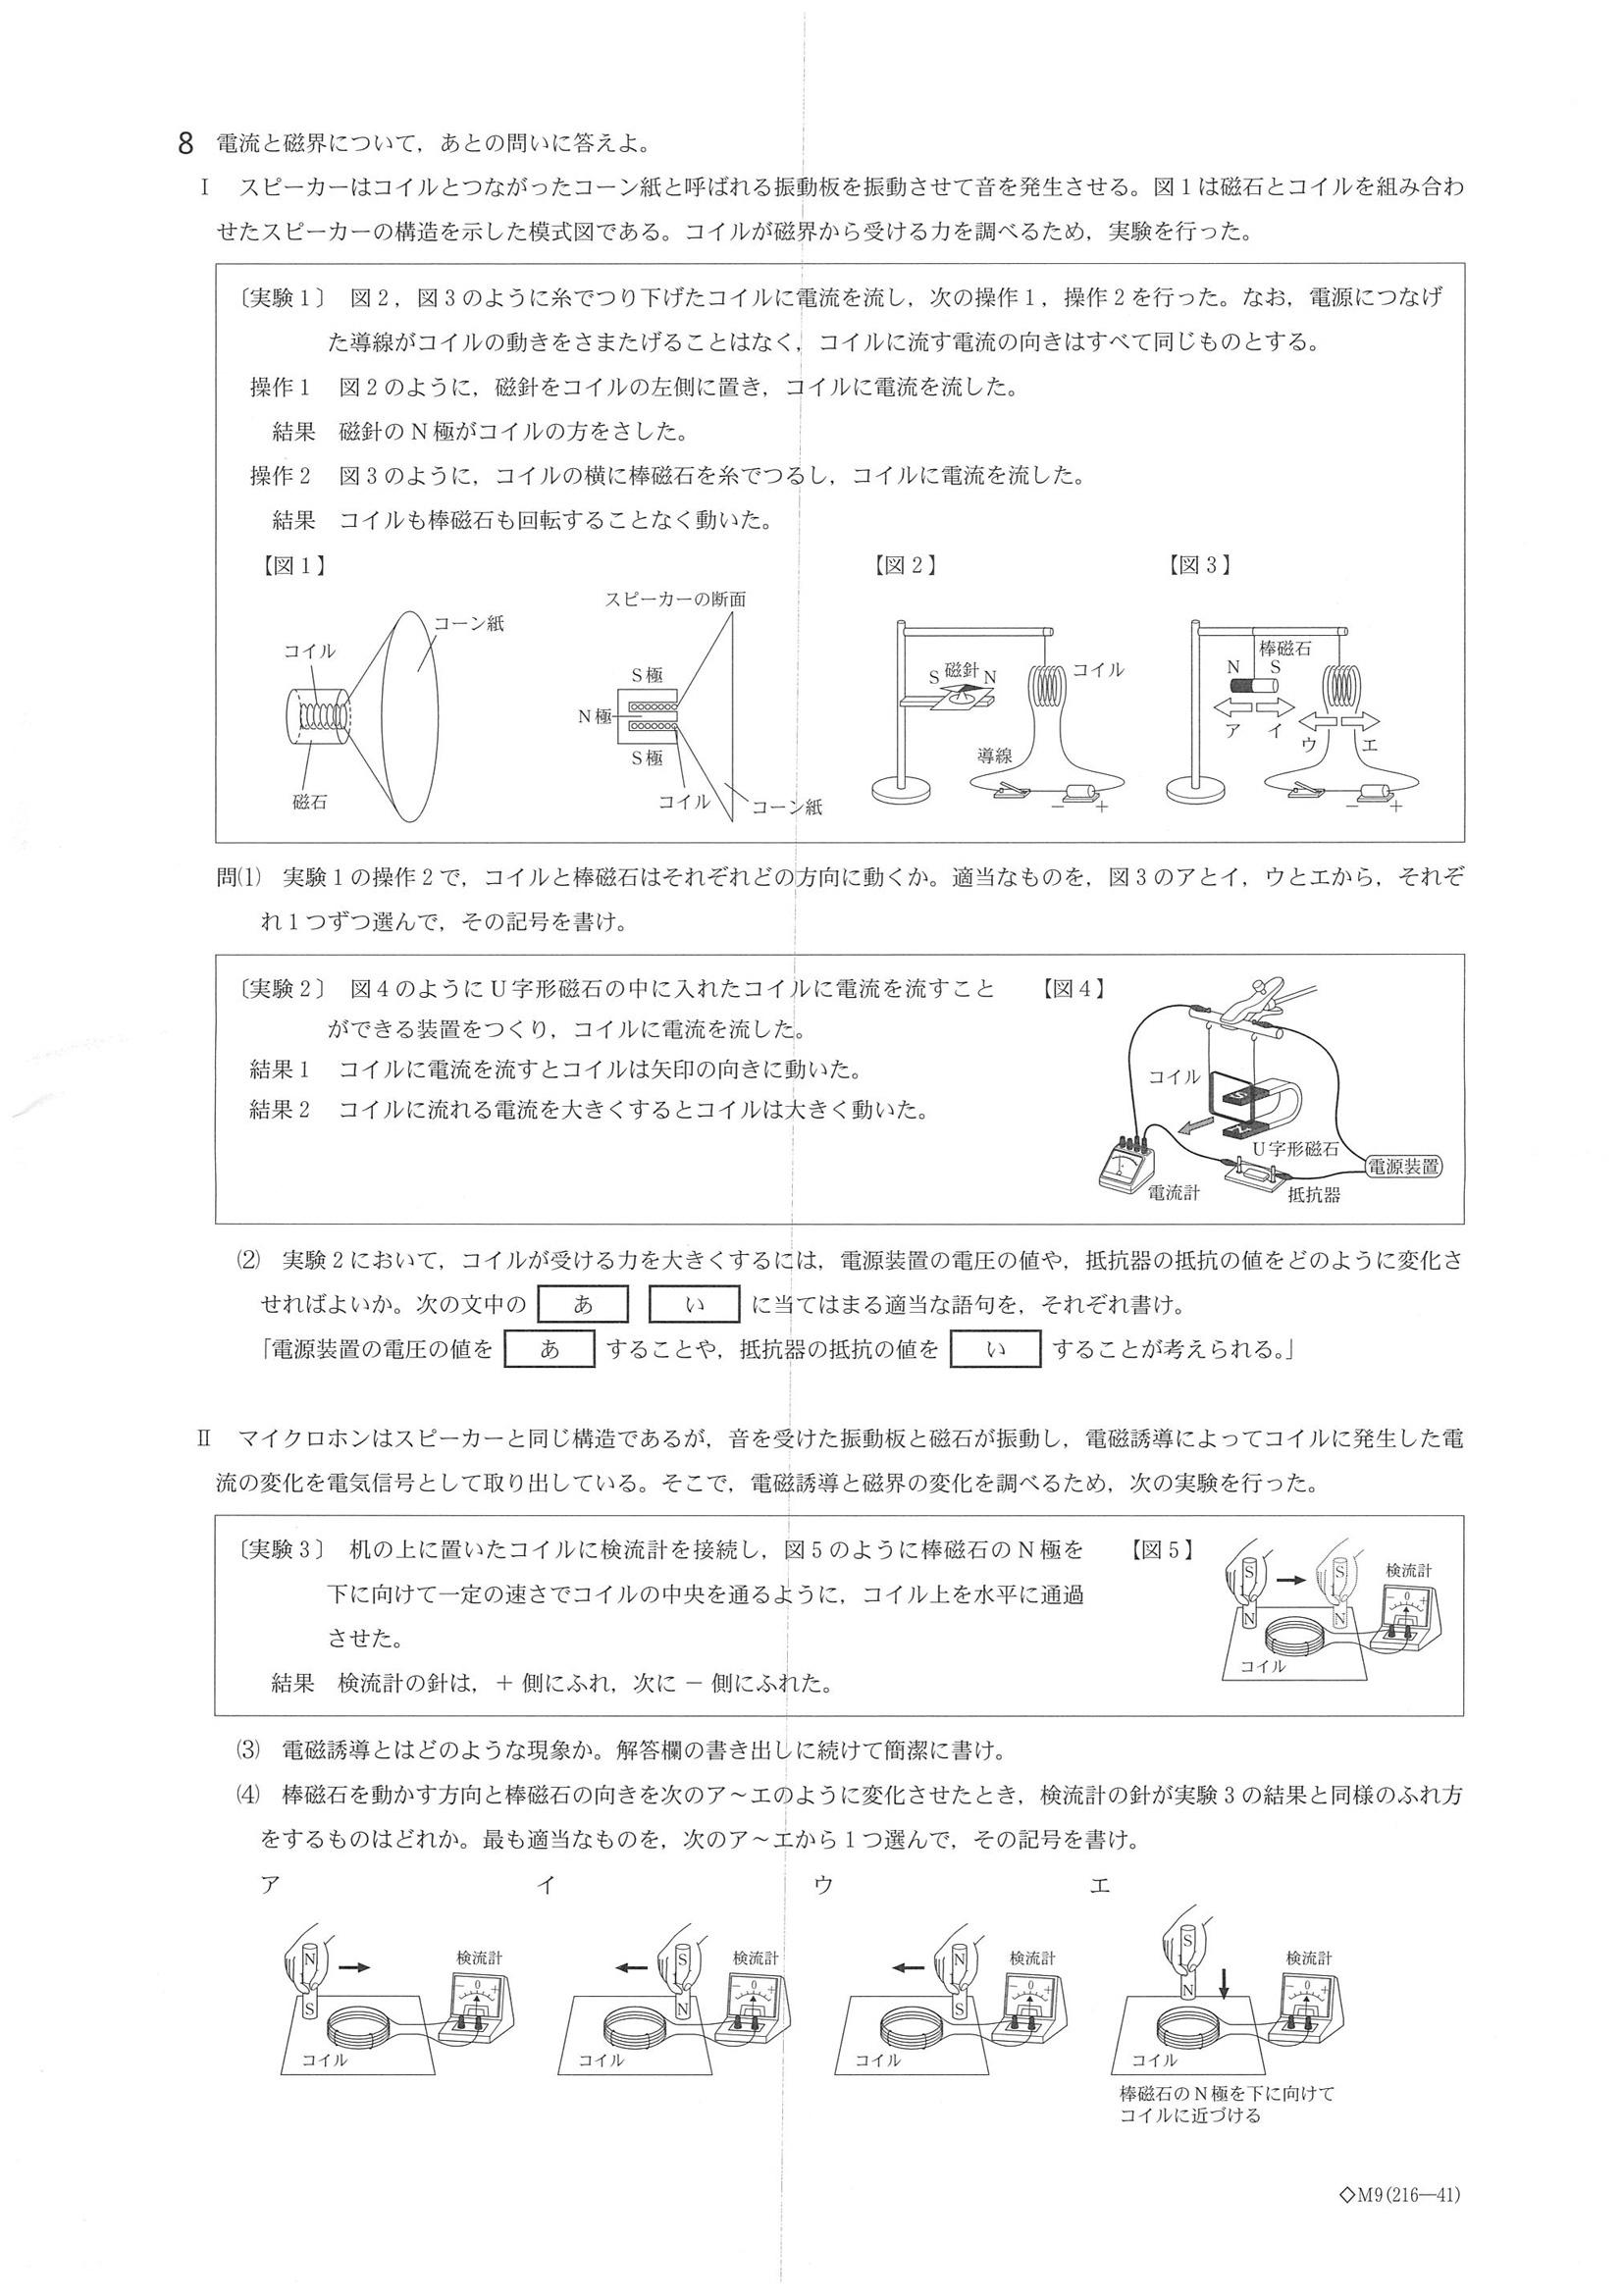 8 電流と磁界について，あとの問いに答えよ。
Ⅰ スピーカーはコイルとつながったコーン紙と呼ばれる振動板を振動させて音を発生させる。図1は磁石とコイルを組み合わ
せたスピーカーの構造を示した模式図である。コイルが磁界から受ける力を調べるため，実験を行った。
〔実験1〕 図2，図3のように糸でつり下げたコイルに電流を流し，次の操作1，操作2を行った。なお，電源につなげ
た導線がコイルの動きをさまたげることはなく，コイルに流す電流の向きはすべて同じものとする。
操作1 図2のように，磁針をコイルの左側に置き，コイルに電流を流した。
結果 磁針のN極がコイルの方をさした。
操作2 図3のように，コイルの横に棒磁石を糸でつるし，コイルに電流を流した。
結果 コイルも棒磁石も回転することなく動いた。
【図1】
コイル
コーン紙
磁石
スピーカーの断面
S極
N極
S極
コイル
コーン紙
【図2】
S 磁針 N
コイル
導線
− +
【図3】
棒磁石
N S
ア イ
ウ エ
− +
問⑴ 実験1の操作2で，コイルと棒磁石はそれぞれどの方向に動くか。適当なものを，図3のアとイ，ウとエから，それぞ
れ1つずつ選んで，その記号を書け。
〔実験2〕 図4のようにU字形磁石の中に入れたコイルに電流を流すこと
ができる装置をつくり，コイルに電流を流した。
結果1 コイルに電流を流すとコイルは矢印の向きに動いた。
結果2 コイルに流れる電流を大きくするとコイルは大きく動いた。
【図4】
コイル
S
N
U字形磁石
電源装置
電流計
抵抗器
⑵ 実験2において，コイルが受ける力を大きくするには，電源装置の電圧の値や，抵抗器の抵抗の値をどのように変化さ
せればよいか。次の文中の あ い に当てはまる適当な語句を，それぞれ書け。
「電源装置の電圧の値を あ することや，抵抗器の抵抗の値を い することが考えられる。」
Ⅱ マイクロホンはスピーカーと同じ構造であるが，音を受けた振動板と磁石が振動し，電磁誘導によってコイルに発生した電
流の変化を電気信号として取り出している。そこで，電磁誘導と磁界の変化を調べるため，次の実験を行った。
〔実験3〕 机の上に置いたコイルに検流計を接続し，図5のように棒磁石のN極を
下に向けて一定の速さでコイルの中央を通るように，コイル上を水平に通過
させた。
結果 検流計の針は，＋側にふれ，次に－側にふれた。
【図5】
S
N
S
N
検流計
− 0 +
コイル
⑶ 電磁誘導とはどのような現象か。解答欄の書き出しに続けて簡潔に書け。
⑷ 棒磁石を動かす方向と棒磁石の向きを次のア～エのように変化させたとき，検流計の針が実験3の結果と同様のふれ方
をするものはどれか。最も適当なものを，次のア～エから1つ選んで，その記号を書け。
ア
N
S
検流計
− 0 +
コイル
イ
S
N
検流計
− 0 +
コイル
ウ
N
S
検流計
− 0 +
コイル
エ
S
N
検流計
− 0 +
コイル
棒磁石のN極を下に向けて
コイルに近づける
◇M9(216—41)